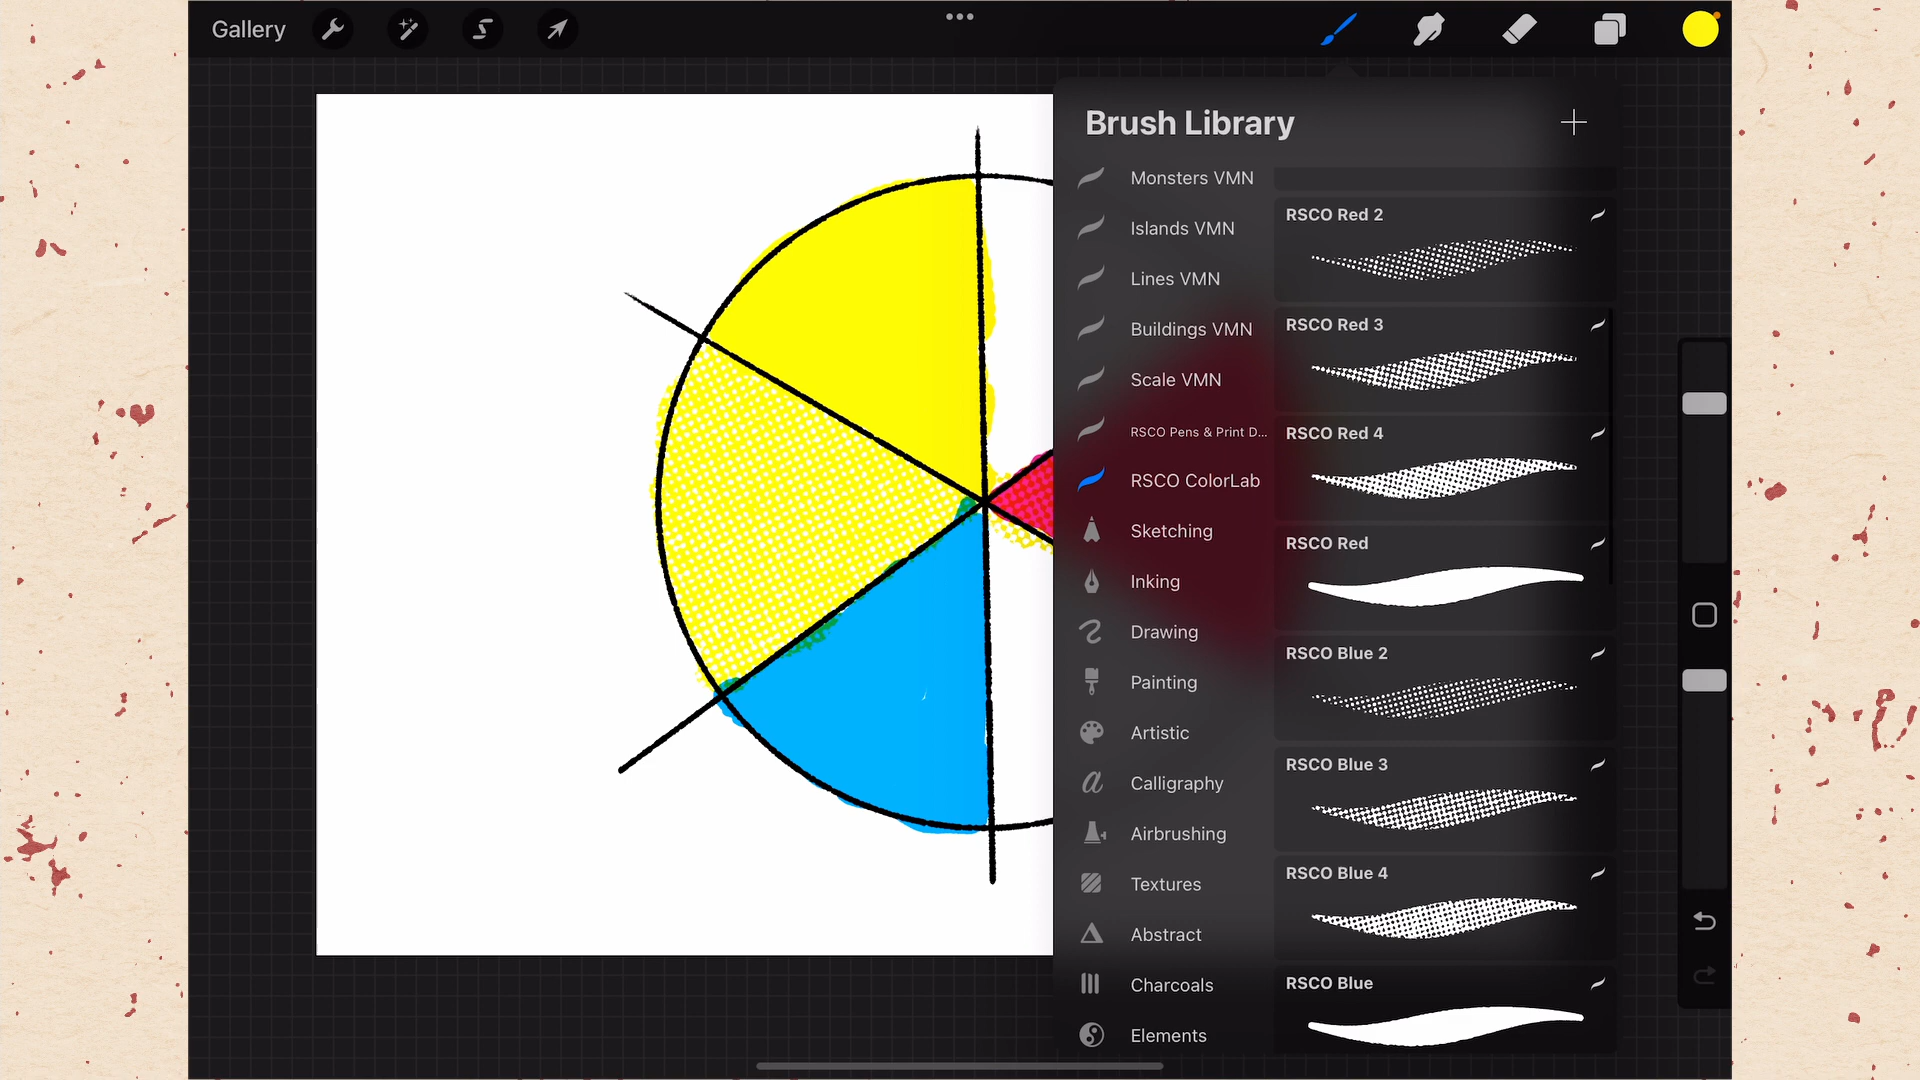 Gallery
Brush Library
Monsters VMN
Islands VMN
Lines VMN
Buildings VMN
Scale VMN
RSCO Pens & Print D...
RSCO ColorLab
Sketching
Inking
Drawing
Painting
Artistic
Calligraphy
Airbrushing
Textures
Abstract
Charcoals
Elements
RSCO Red 2
RSCO Red 3
RSCO Red 4
RSCO Red
RSCO Blue 2
RSCO Blue 3
RSCO Blue 4
RSCO Blue